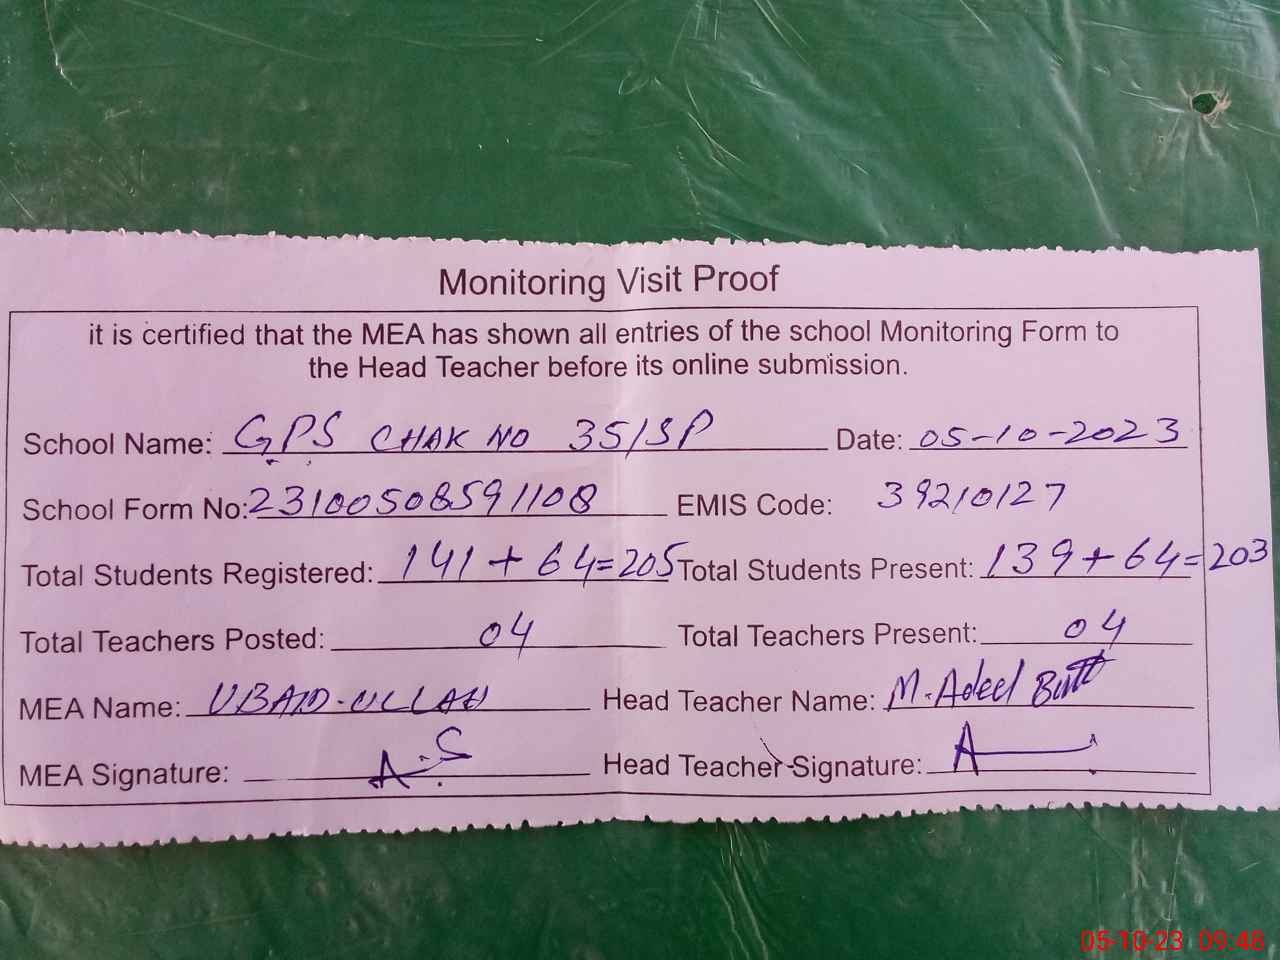 Monitoring Visit Proof
it is certified that the MEA has shown all entries of the school Monitoring Form to
the Head Teacher before its online submission.
School Name: GPS CHAK NO 35/SP Date: 05-10-2023
School Form No: 231005085911108 EMIS Code: 39210127
Total Students Registered: 141 + 64=205 Total Students Present: 139+64=203
Total Teachers Posted: 04 Total Teachers Present: 04
MEA Name: UBAID-ULLAH Head Teacher Name: M. Adeel Butt
MEA Signature: A.S Head Teacher Signature: A
05-10-23 09:48